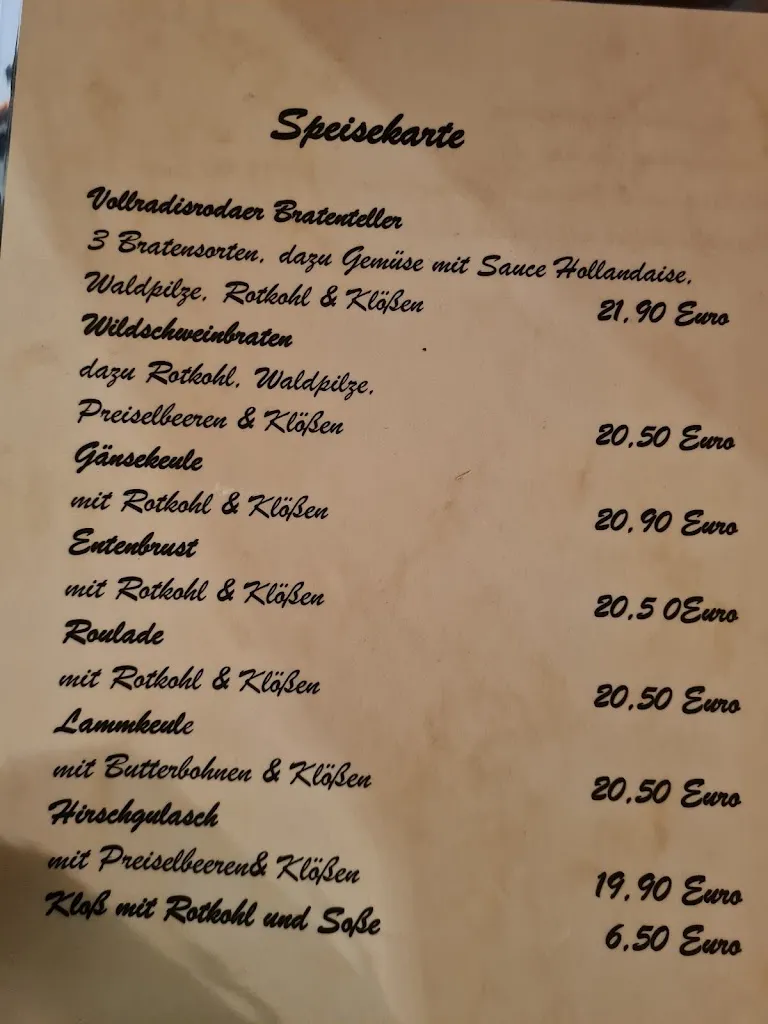 Speisekarte
Vollradisrodaer Bratenteller
3 Bratensorten, dazu Gemüse mit Sauce Hollandaise,
Waldpilze, Rotkohl & Klößen 21,90 Euro
Wildschweinbraten
dazu Rotkohl, Waldpilze,
Preiselbeeren & Klößen 20,50 Euro
Gänsekeule
mit Rotkohl & Klößen 20,90 Euro
Entenbrust
mit Rotkohl & Klößen 20,5 0Euro
Roulade
mit Rotkohl & Klößen 20,50 Euro
Lammkeule
mit Butterbohnen & Klößen 20,50 Euro
Hirschgulasch
mit Preiselbeeren& Klößen 19,90 Euro
Kloß mit Rotkohl und Soße 6,50 Euro